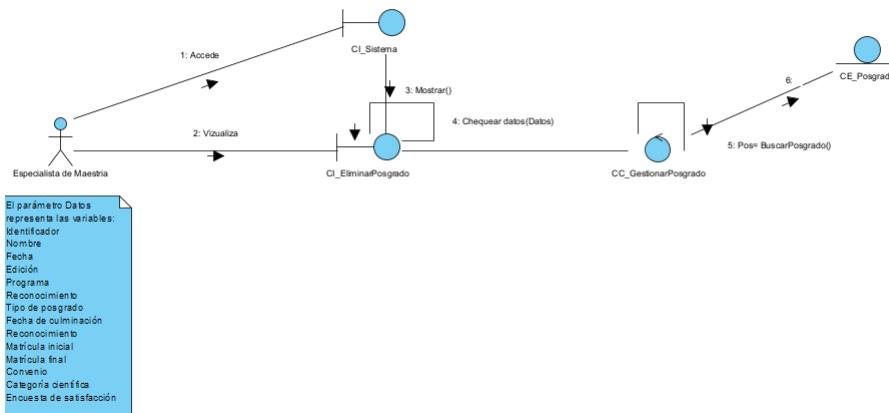 1: Accede
CI_Sistema
CE_Posgrad
3: Mostrar()
6:
2: Vizualiza
4: Chequear datos(Datos)
5: Pos= BuscarPosgrado()
Especialista de Maestria
CI_EliminarPosgrado
CC_GestionarPosgrado
El parámetro Datos
representa las variables:
Identificador
Nombre
Fecha
Edición
Programa
Reconocimiento
Tipo de posgrado
Fecha de culminación
Reconocimiento
Matrícula inicial
Matrícula final
Convenio
Categoría científica
Encuesta de satisfacción